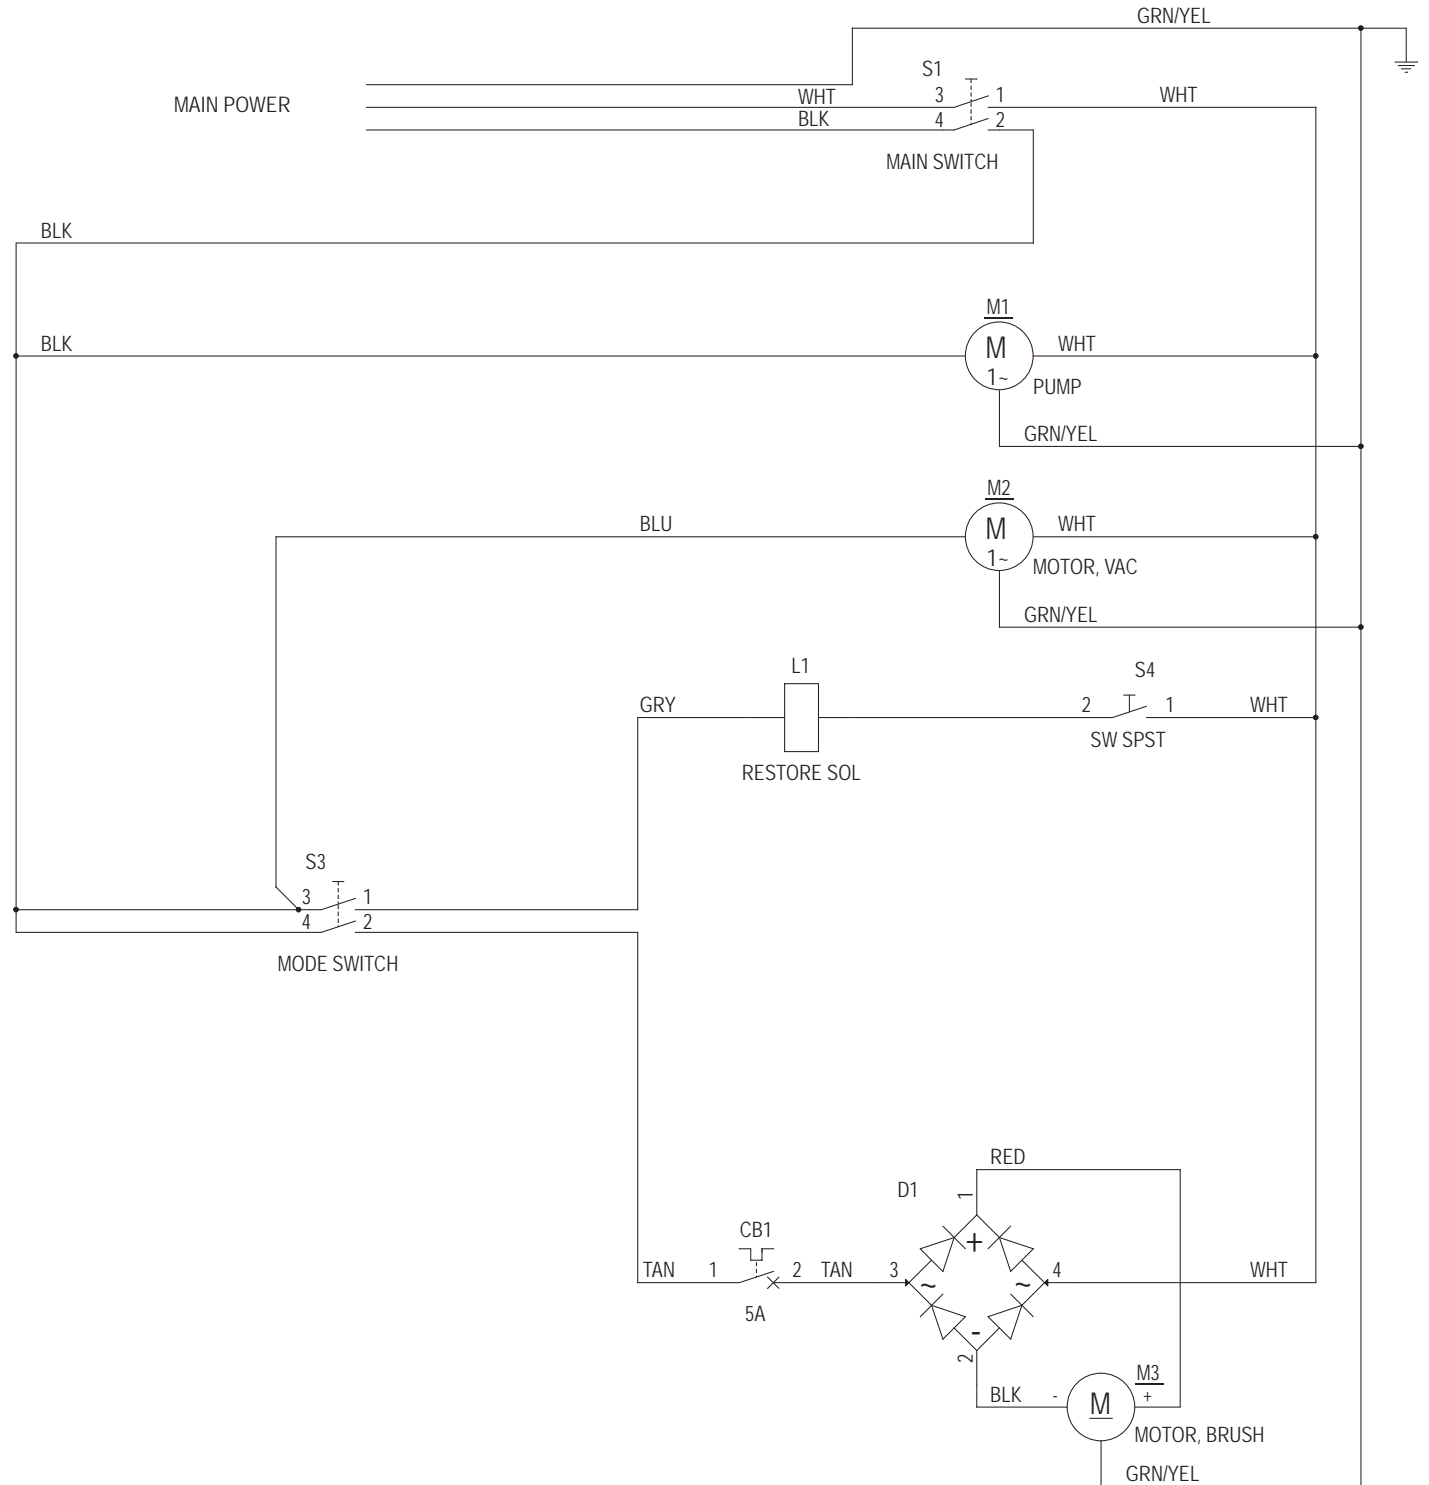 GRN/YEL
S1
MAIN POWER
WHT 3 1 WHT
BLK 4 2
MAIN SWITCH
BLK
M1
BLK M WHT
1~
PUMP
GRN/YEL
M2
BLU M WHT
1~
MOTOR, VAC
GRN/YEL
L1 S4
GRY 2 1 WHT
SW SPST
RESTORE SOL
S3
3 1
4 2
MODE SWITCH
RED
D1 1
CB1
+
TAN 1 2 TAN 3 ~ ~ 4 WHT
5A
-
2
M3
BLK - M +
MOTOR, BRUSH
GRN/YEL